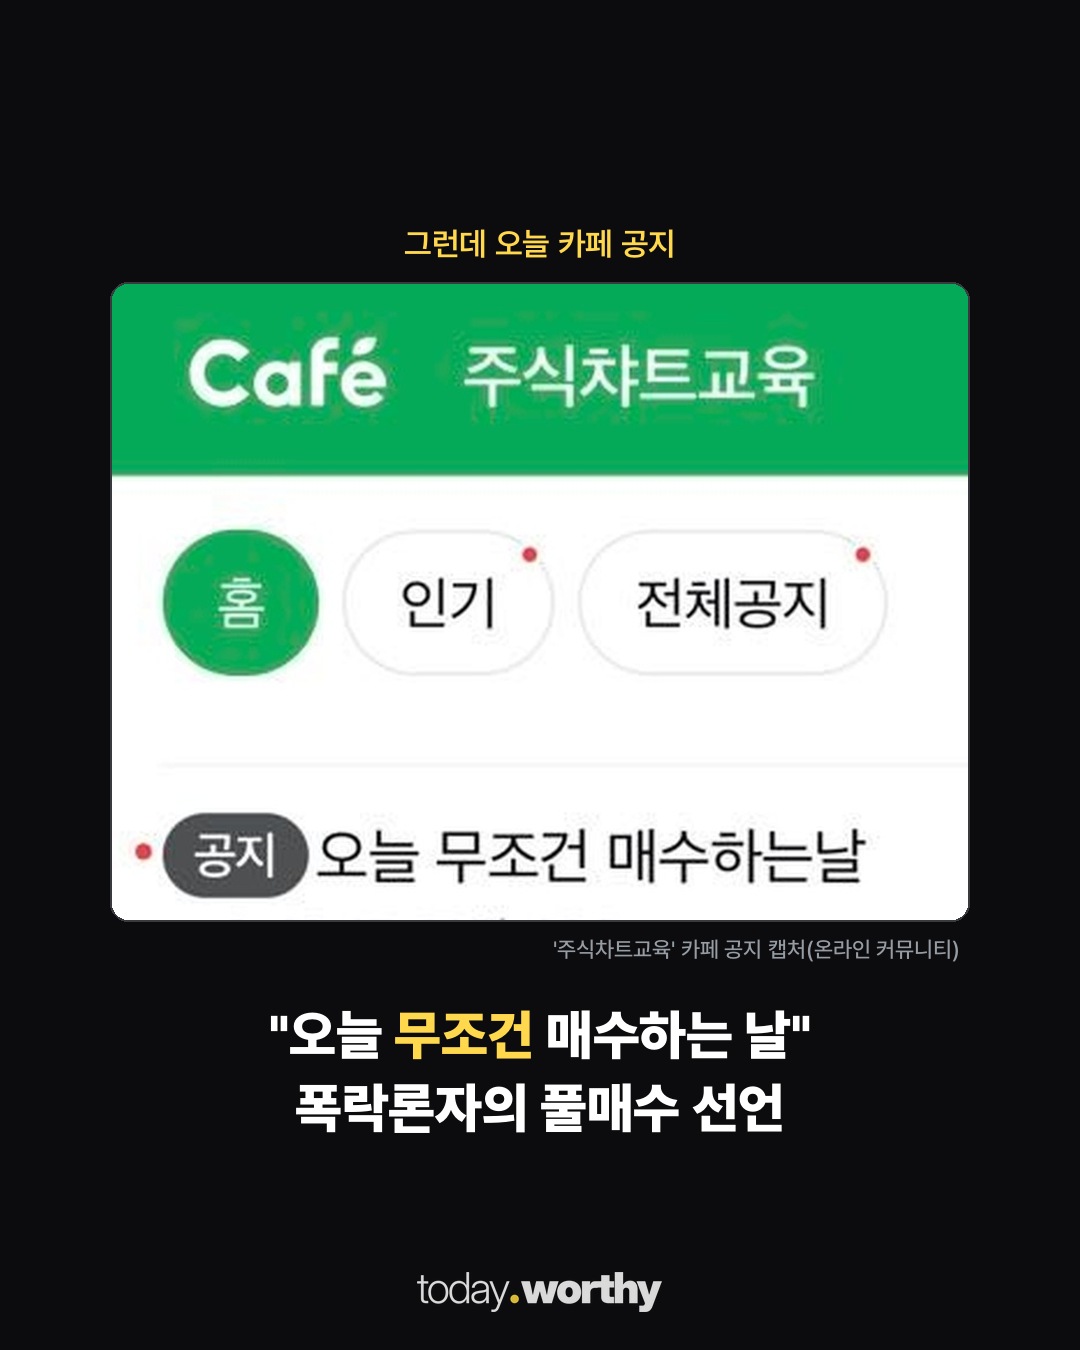 그런데 오늘 카페 공지
Café 주식챠트교육
홈 인기 전체공지
공지 오늘 무조건 매수하는날
'주식차트교육' 카페 공지 캡처(온라인 커뮤니티)
"오늘 무조건 매수하는 날"
폭락론자의 풀매수 선언
today.worthy